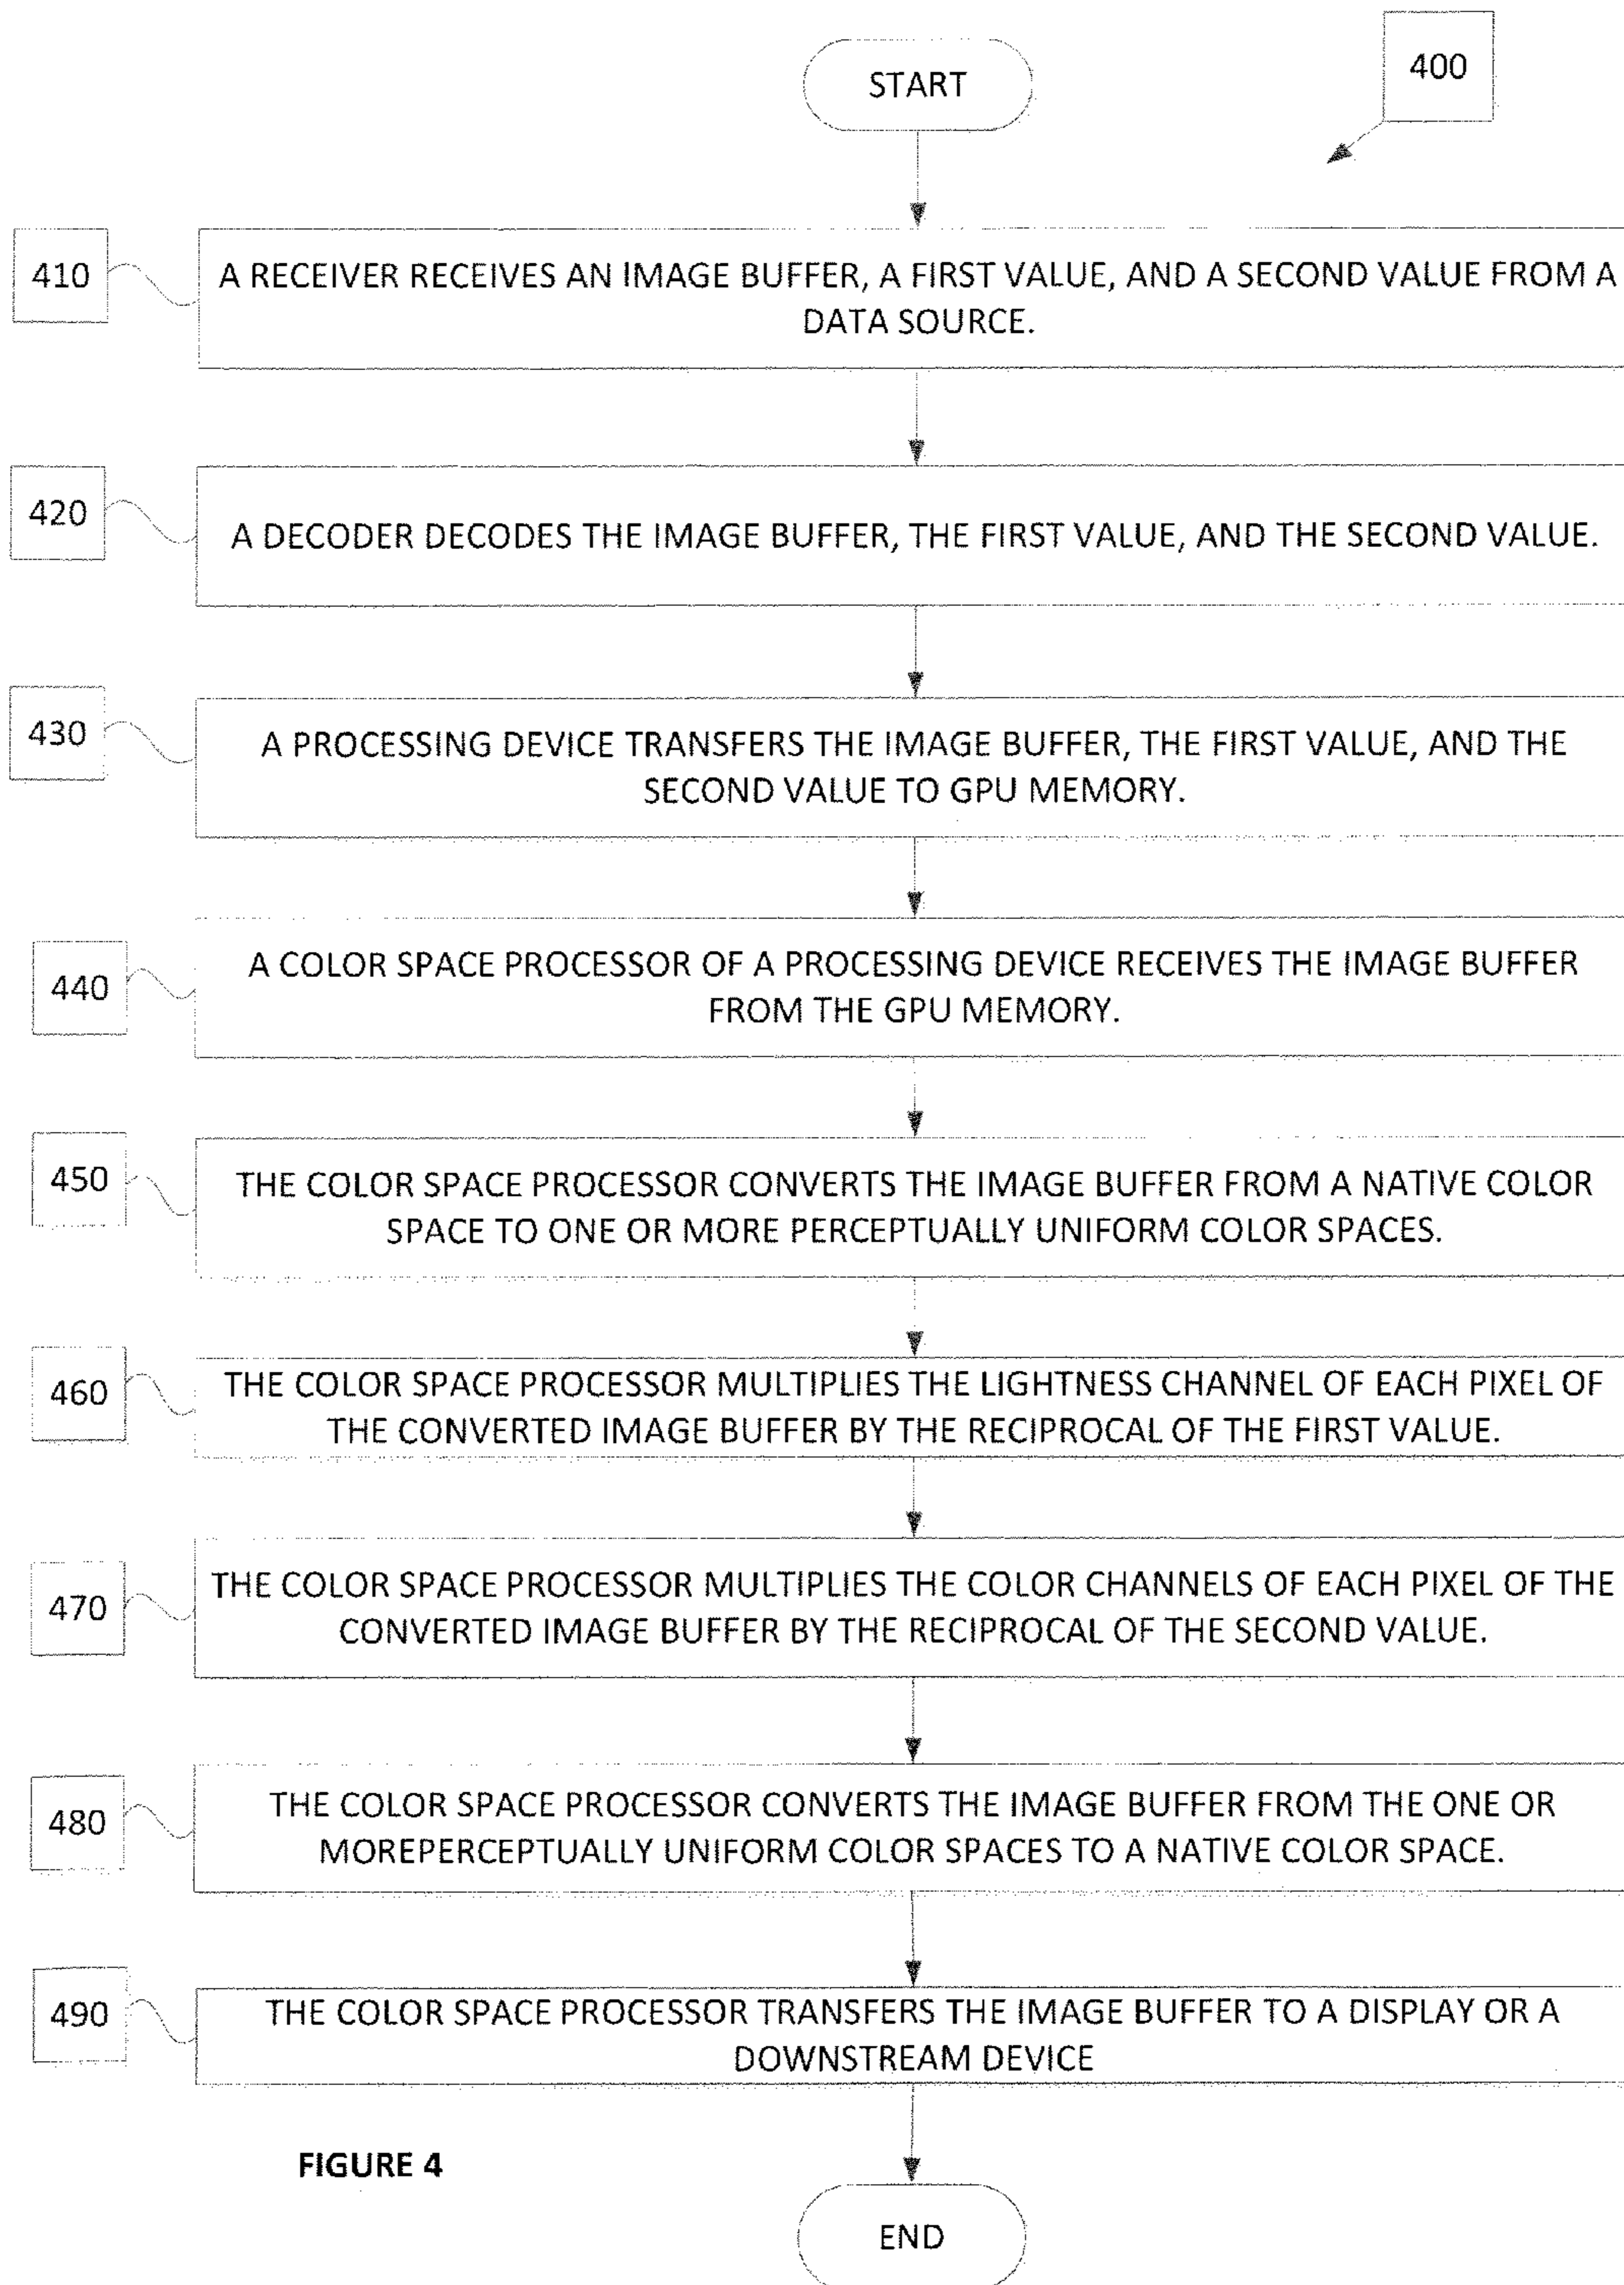 START
400
410
A RECEIVER RECEIVES AN IMAGE BUFFER, A FIRST VALUE, AND A SECOND VALUE FROM A
DATA SOURCE.
420
A DECODER DECODES THE IMAGE BUFFER, THE FIRST VALUE, AND THE SECOND VALUE.
430
A PROCESSING DEVICE TRANSFERS THE IMAGE BUFFER, THE FIRST VALUE, AND THE
SECOND VALUE TO GPU MEMORY.
440
A COLOR SPACE PROCESSOR OF A PROCESSING DEVICE RECEIVES THE IMAGE BUFFER
FROM THE GPU MEMORY.
450
THE COLOR SPACE PROCESSOR CONVERTS THE IMAGE BUFFER FROM A NATIVE COLOR
SPACE TO ONE OR MORE PERCEPTUALLY UNIFORM COLOR SPACES.
460
THE COLOR SPACE PROCESSOR MULTIPLIES THE LIGHTNESS CHANNEL OF EACH PIXEL OF
THE CONVERTED IMAGE BUFFER BY THE RECIPROCAL OF THE FIRST VALUE.
470
THE COLOR SPACE PROCESSOR MULTIPLIES THE COLOR CHANNELS OF EACH PIXEL OF THE
CONVERTED IMAGE BUFFER BY THE RECIPROCAL OF THE SECOND VALUE.
480
THE COLOR SPACE PROCESSOR CONVERTS THE IMAGE BUFFER FROM THE ONE OR
MOREPERCEPTUALLY UNIFORM COLOR SPACES TO A NATIVE COLOR SPACE.
490
THE COLOR SPACE PROCESSOR TRANSFERS THE IMAGE BUFFER TO A DISPLAY OR A
DOWNSTREAM DEVICE
FIGURE 4
END